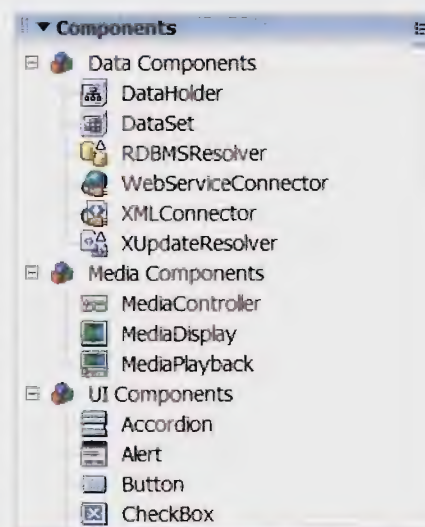 Components
Data Components
DataHolder
DataSet
RDBMSResolver
WebServiceConnector
XMLConnector
XUpdateResolver
Media Components
MediaController
MediaDisplay
MediaPlayback
UI Components
Accordion
Alert
Button
CheckBox